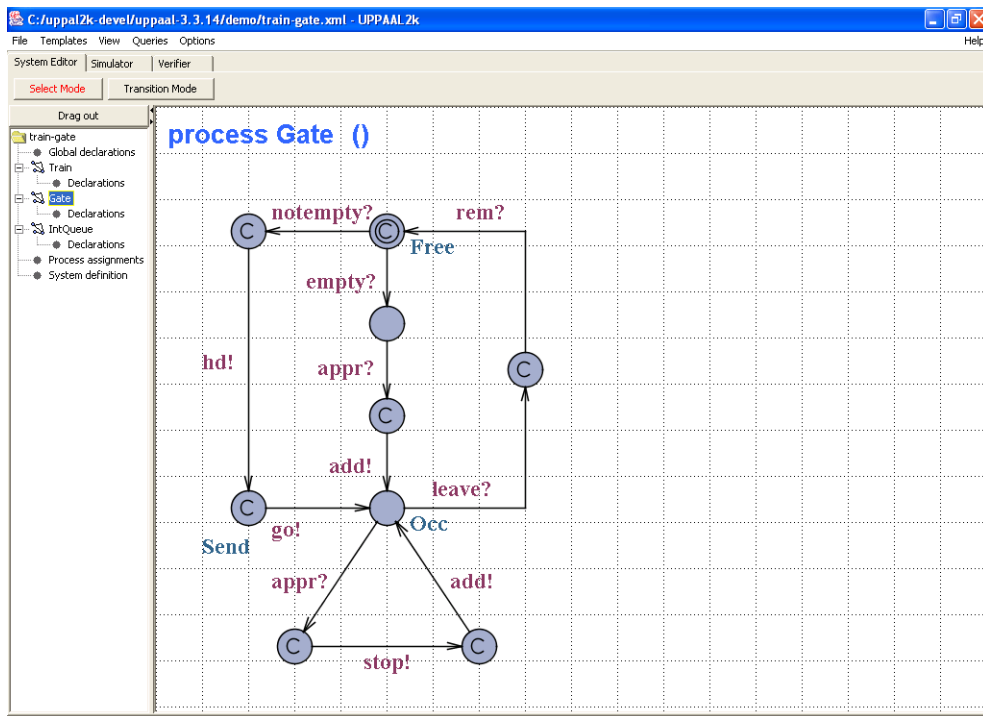 C:/uppal2k-devel/uppaal-3.3.14/demo/train-gate.xml - UPPAAL2k
File Templates View Queries Options Help
System Editor Simulator Verifier
Select Mode Transition Mode
Drag out
train-gate
Global declarations
Train
Declarations
Gate
Declarations
IntQueue
Declarations
Process assignments
System definition
process Gate ()
notempty? rem?
C C
Free
empty?
hd! appr? C
C
add!
leave?
C
go! Occ
Send
appr? add!
C C
stop!